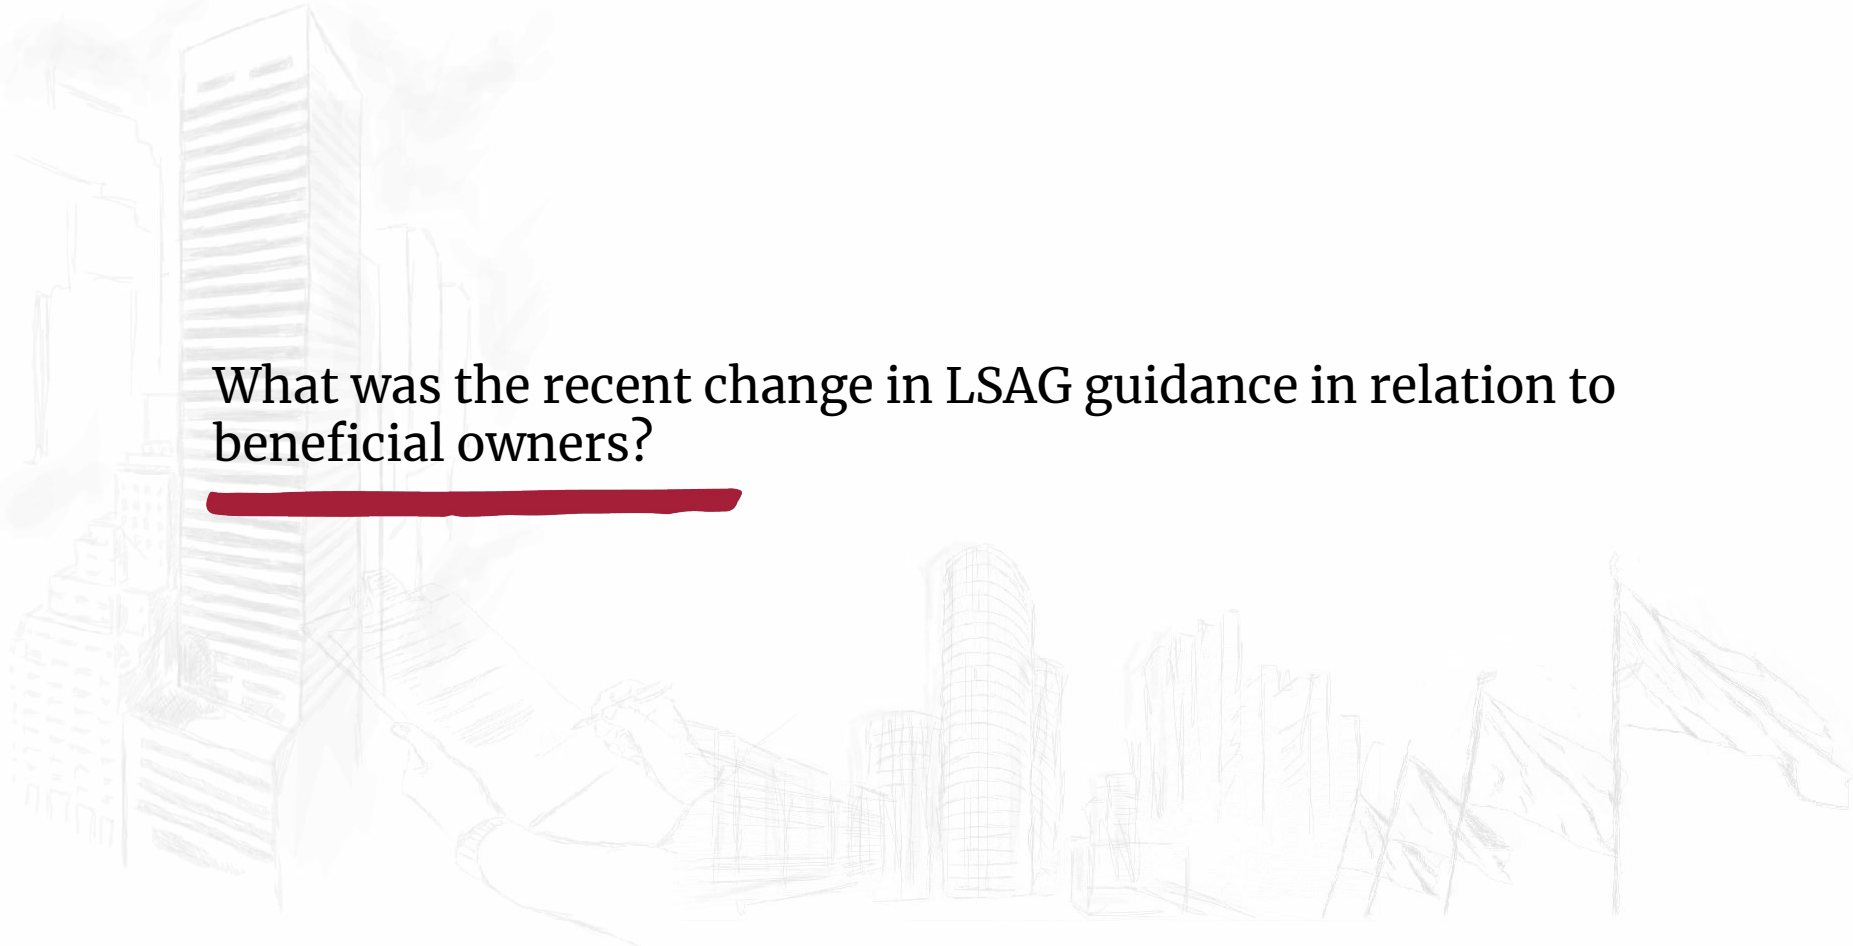 What was the recent change in LSAG guidance in relation to
beneficial owners?